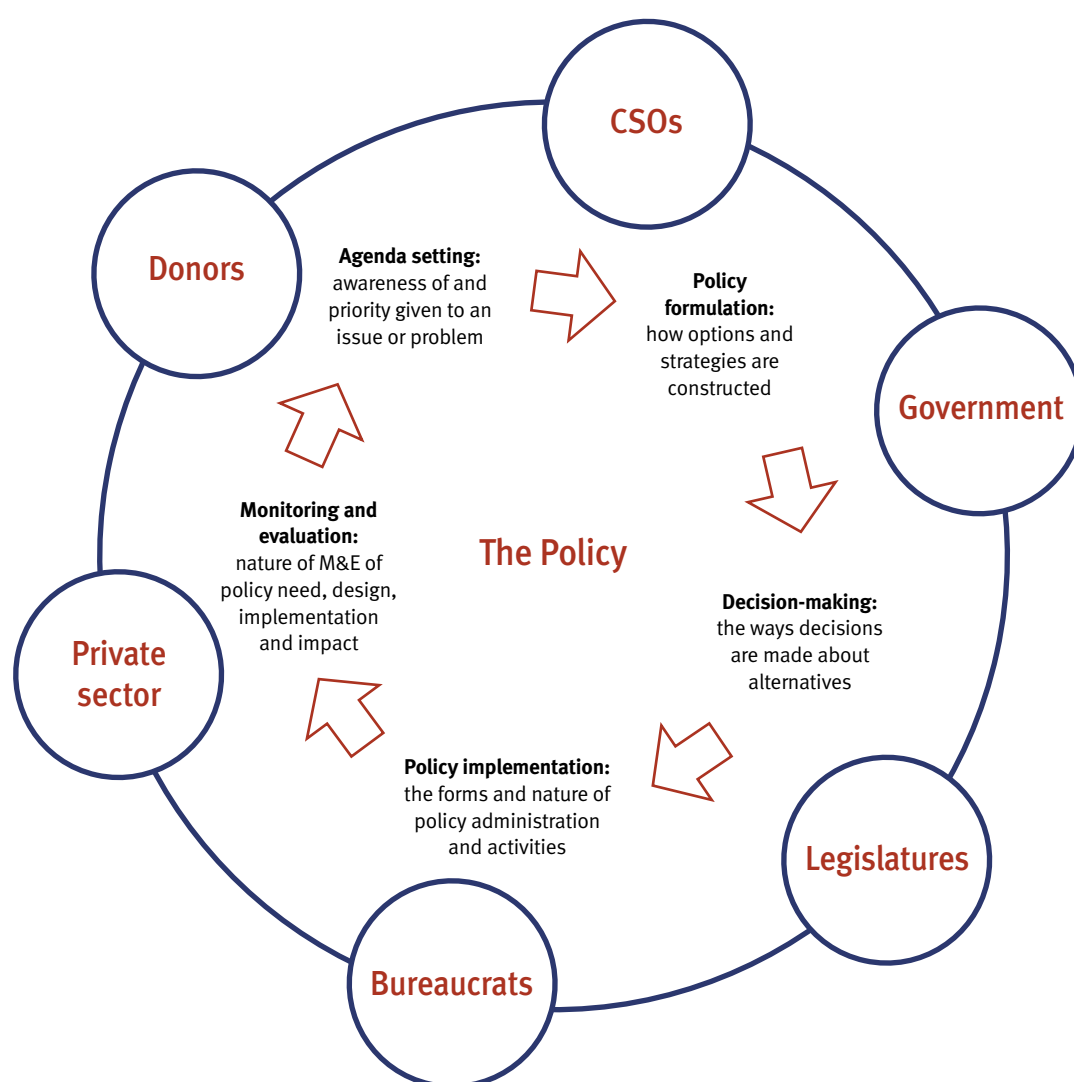 CSOs
Donors
Agenda setting:
awareness of and
priority given to an
issue or problem
Policy
formulation:
how options and
strategies are
constructed
Government
Monitoring and
evaluation:
nature of M&E of
policy need, design,
implementation
and impact
The Policy
Decision-making:
the ways decisions
are made about
alternatives
Private
sector
Policy implementation:
the forms and nature of
policy administration
and activities
Legislatures
Bureaucrats